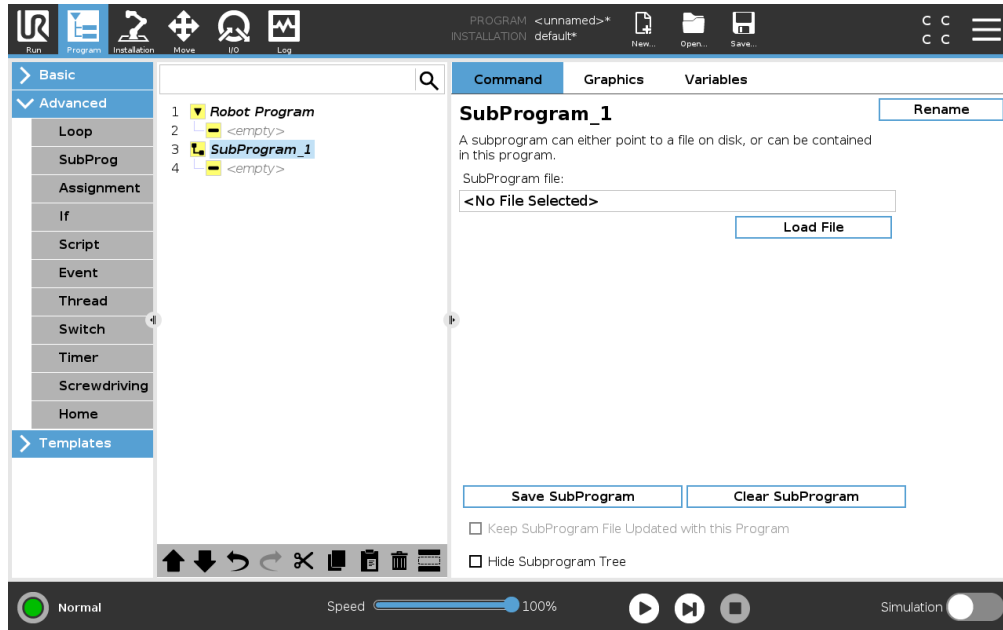 PROGRAM <unnamed>*
INSTALLATION default*
UR
Run
Program
Installation
Move
I/O
Log
New...
Open...
Save...
C C
C C
Basic
Advanced
Loop
SubProg
Assignment
If
Script
Event
Thread
Switch
Timer
Screwdriving
Home
Templates
1 Robot Program
2 <empty>
3 SubProgram_1
4 <empty>
Command Graphics Variables
SubProgram_1
Rename
A subprogram can either point to a file on disk, or can be contained
in this program.
SubProgram file:
<No File Selected>
Load File
Save SubProgram Clear SubProgram
Keep SubProgram File Updated with this Program
Hide Subprogram Tree
Normal
Speed 100%
Simulation